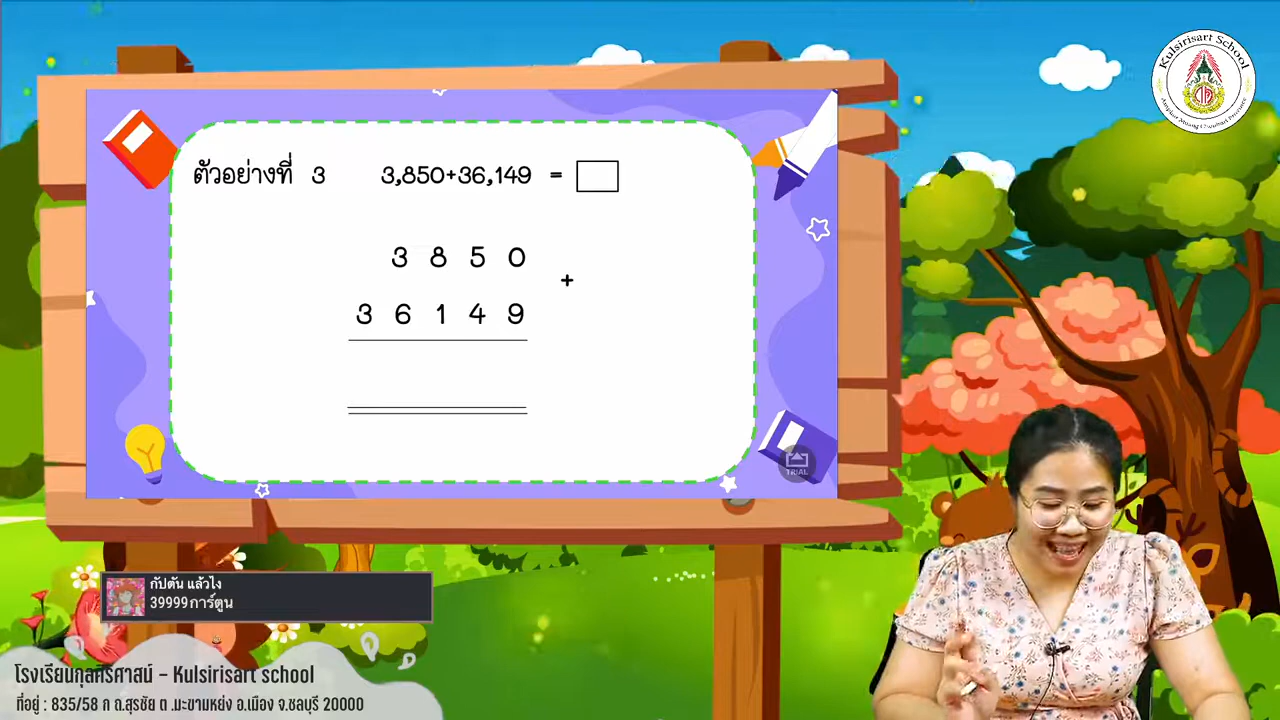 Kulsirisart School
ตัวอย่างที่ 3 3,850+36,149 =
3 8 5 0
+
3 6 1 4 9
TRIAL
กัปตัน แล้วไง
39999การ์ตูน
โรงเรียนกุลศิริศาสน์ - Kulsirisart school
ที่อยู่ : 835/58 ก ถ.สุรชัย ต .มะขามหย่ง อ.เมือง จ.ชลบุรี 20000